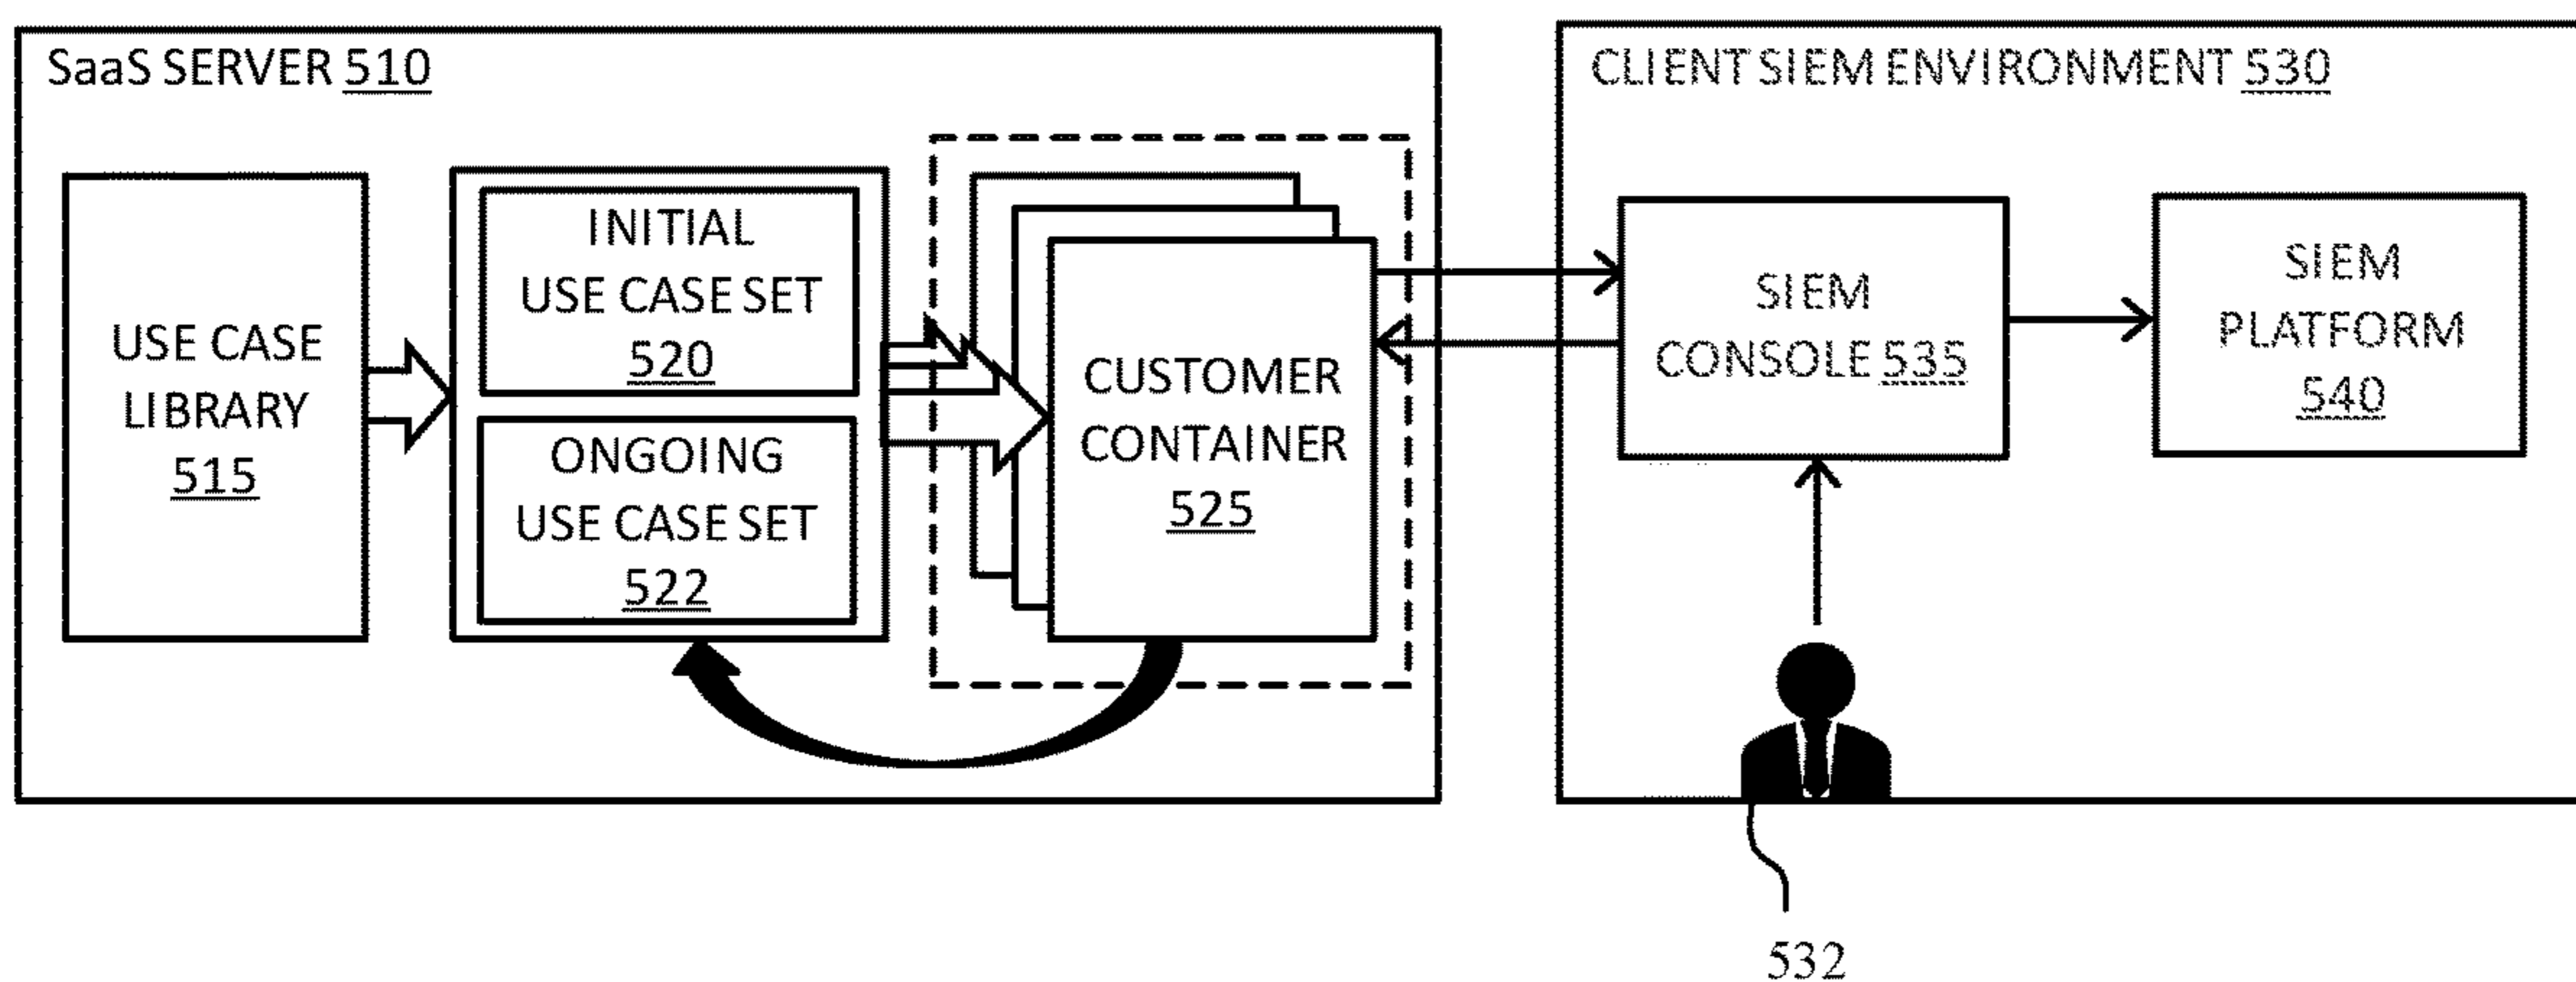 SaaS SERVER 510
USE CASE
LIBRARY
515
INITIAL
USE CASE SET
520
ONGOING
USE CASE SET
522
CUSTOMER
CONTAINER
525
CLIENT SIEM ENVIRONMENT 530
SIEM
CONSOLE 535
SIEM
PLATFORM
540
532